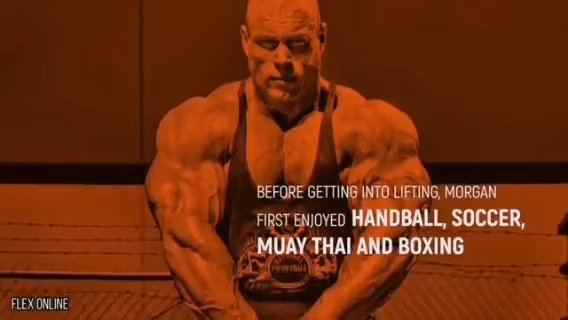 BEFORE GETTING INTO LIFTING, MORGAN
FIRST ENJOYED HANDBALL, SOCCER,
MUAY THAI AND BOXING
FLEX ONLINE